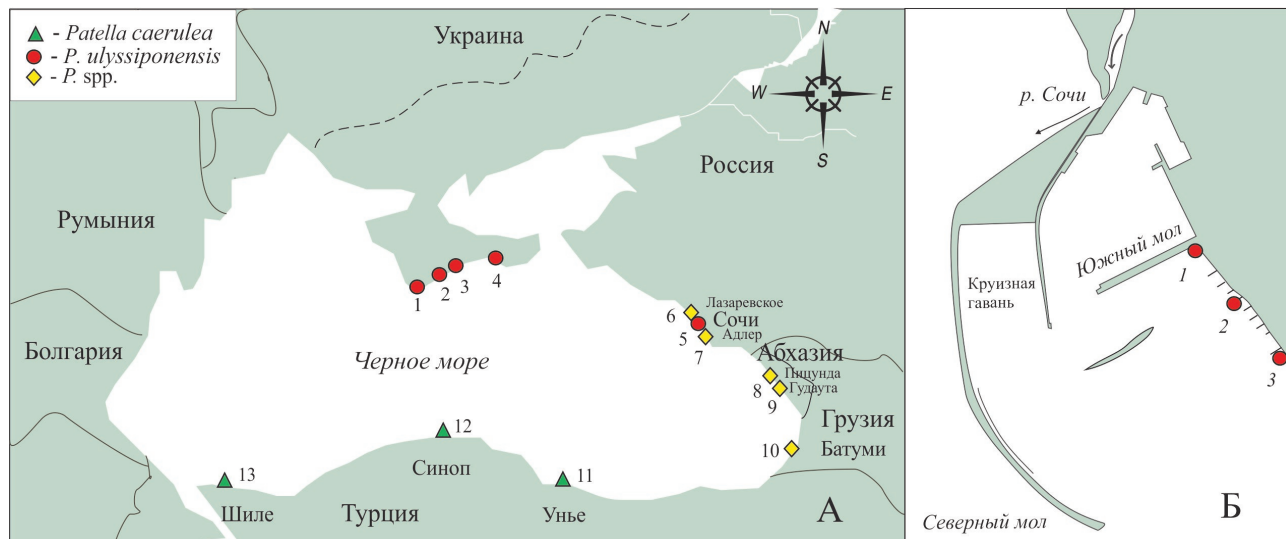 - Patella caerulea
- P. ulyssiponensis
- P. spp.
Украина
N
W
E
S
Россия
Румыния
1
2
3
4
Лазаревское
6
Сочи
5
Адлер
7
Болгария
Черное море
Абхазия
Пицунда
8
Гудаута
9
Грузия
10
Батуми
12
Синоп
13
11
Шиле
Турция
Унье
А
р. Сочи
Южный мол
1
Круизная
гавань
2
3
Северный мол
Б